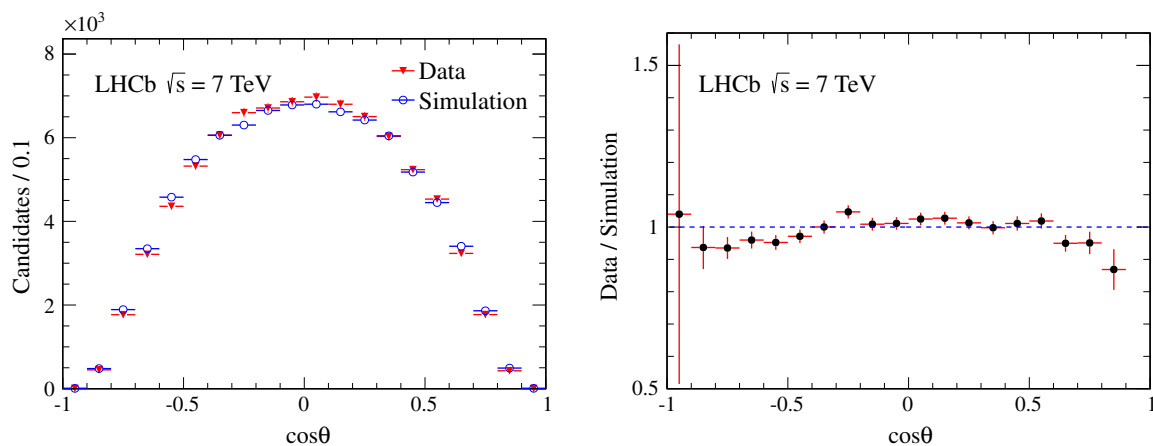 ×10³
8
6
4
2
0
Candidates / 0.1
LHCb √s = 7 TeV
Data
Simulation
-1 -0.5 0 0.5 1
cosθ
1.5
1
0.5
Data / Simulation
LHCb √s = 7 TeV
-1 -0.5 0 0.5 1
cosθ